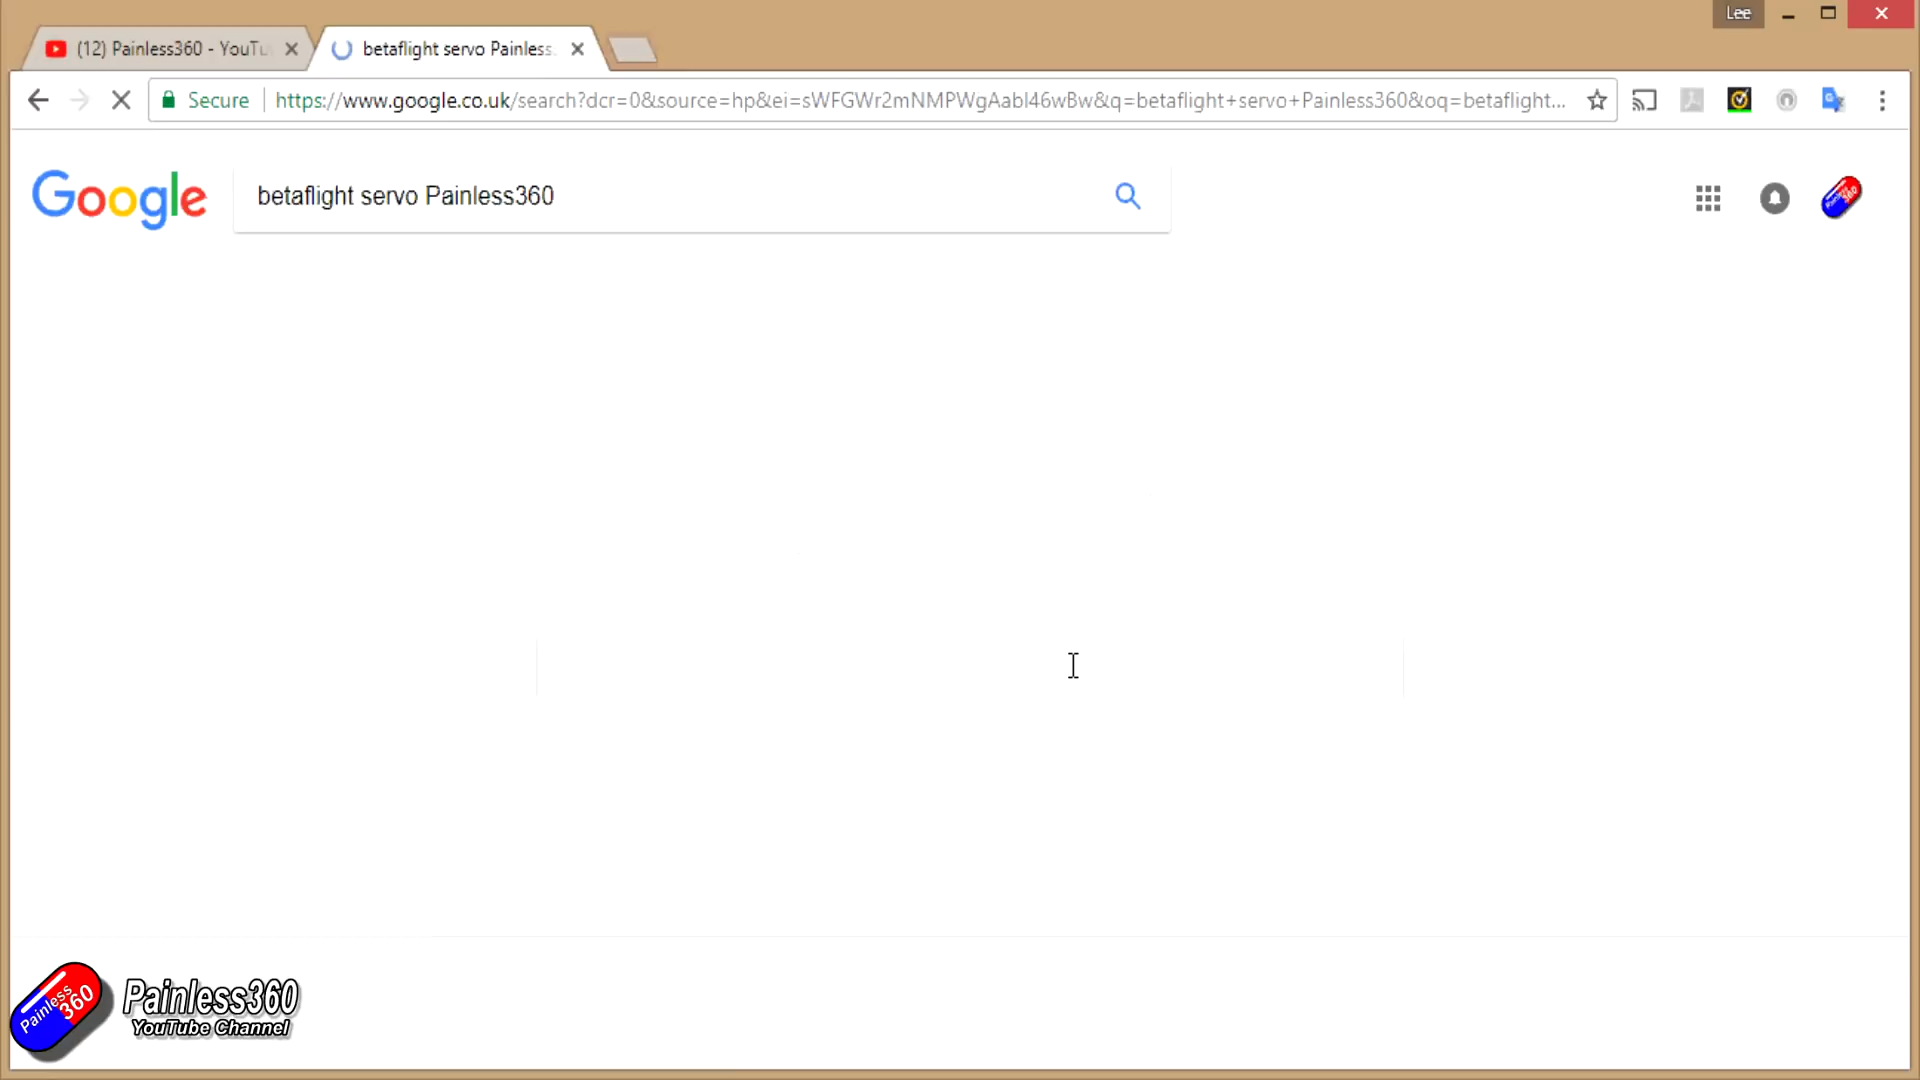 Lee
(12) Painless360 - YouTu
betaflight servo Painless
Secure
https://www.google.co.uk/search?dcr=0&source=hp&ei=sWFGWr2mNMPWgAabl46wBw&q=betaflight+servo+Painless360&oq=betaflight...
Google
betaflight servo Painless360
Painless
360
Painless360
YouTube Channel